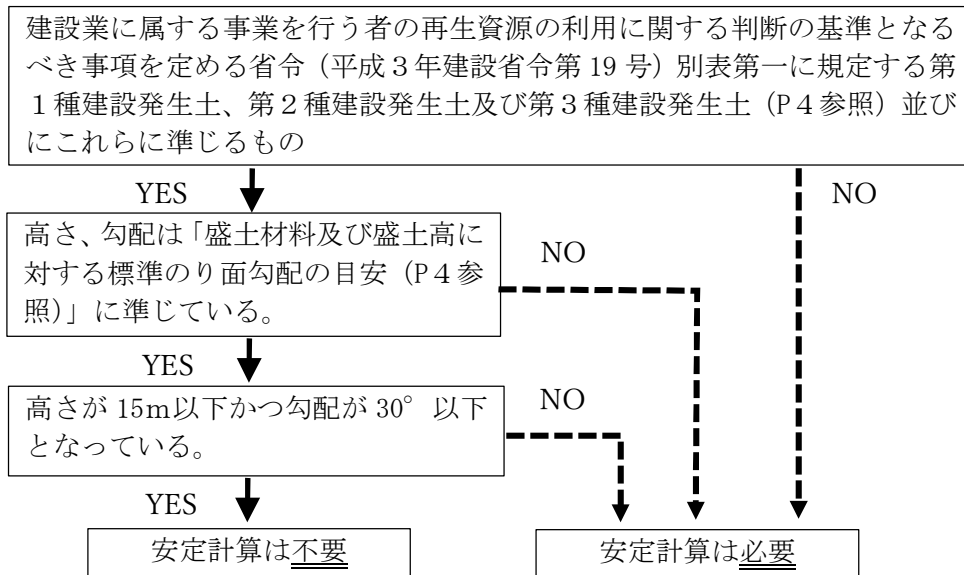 建設業に属する事業を行う者の再生資源の利用に関する判断の基準となる
べき事項を定める省令（平成３年建設省令第 19 号）別表第一に規定する第
１種建設発生土、第２種建設発生土及び第３種建設発生土（P４参照）並び
にこれらに準じるもの
YES
NO
高さ、勾配は「盛土材料及び盛土高に
対する標準のり面勾配の目安（P４参
照）」に準じている。
NO
YES
高さが 15m以下かつ勾配が 30° 以下
となっている。
NO
YES
安定計算は不要
安定計算は必要